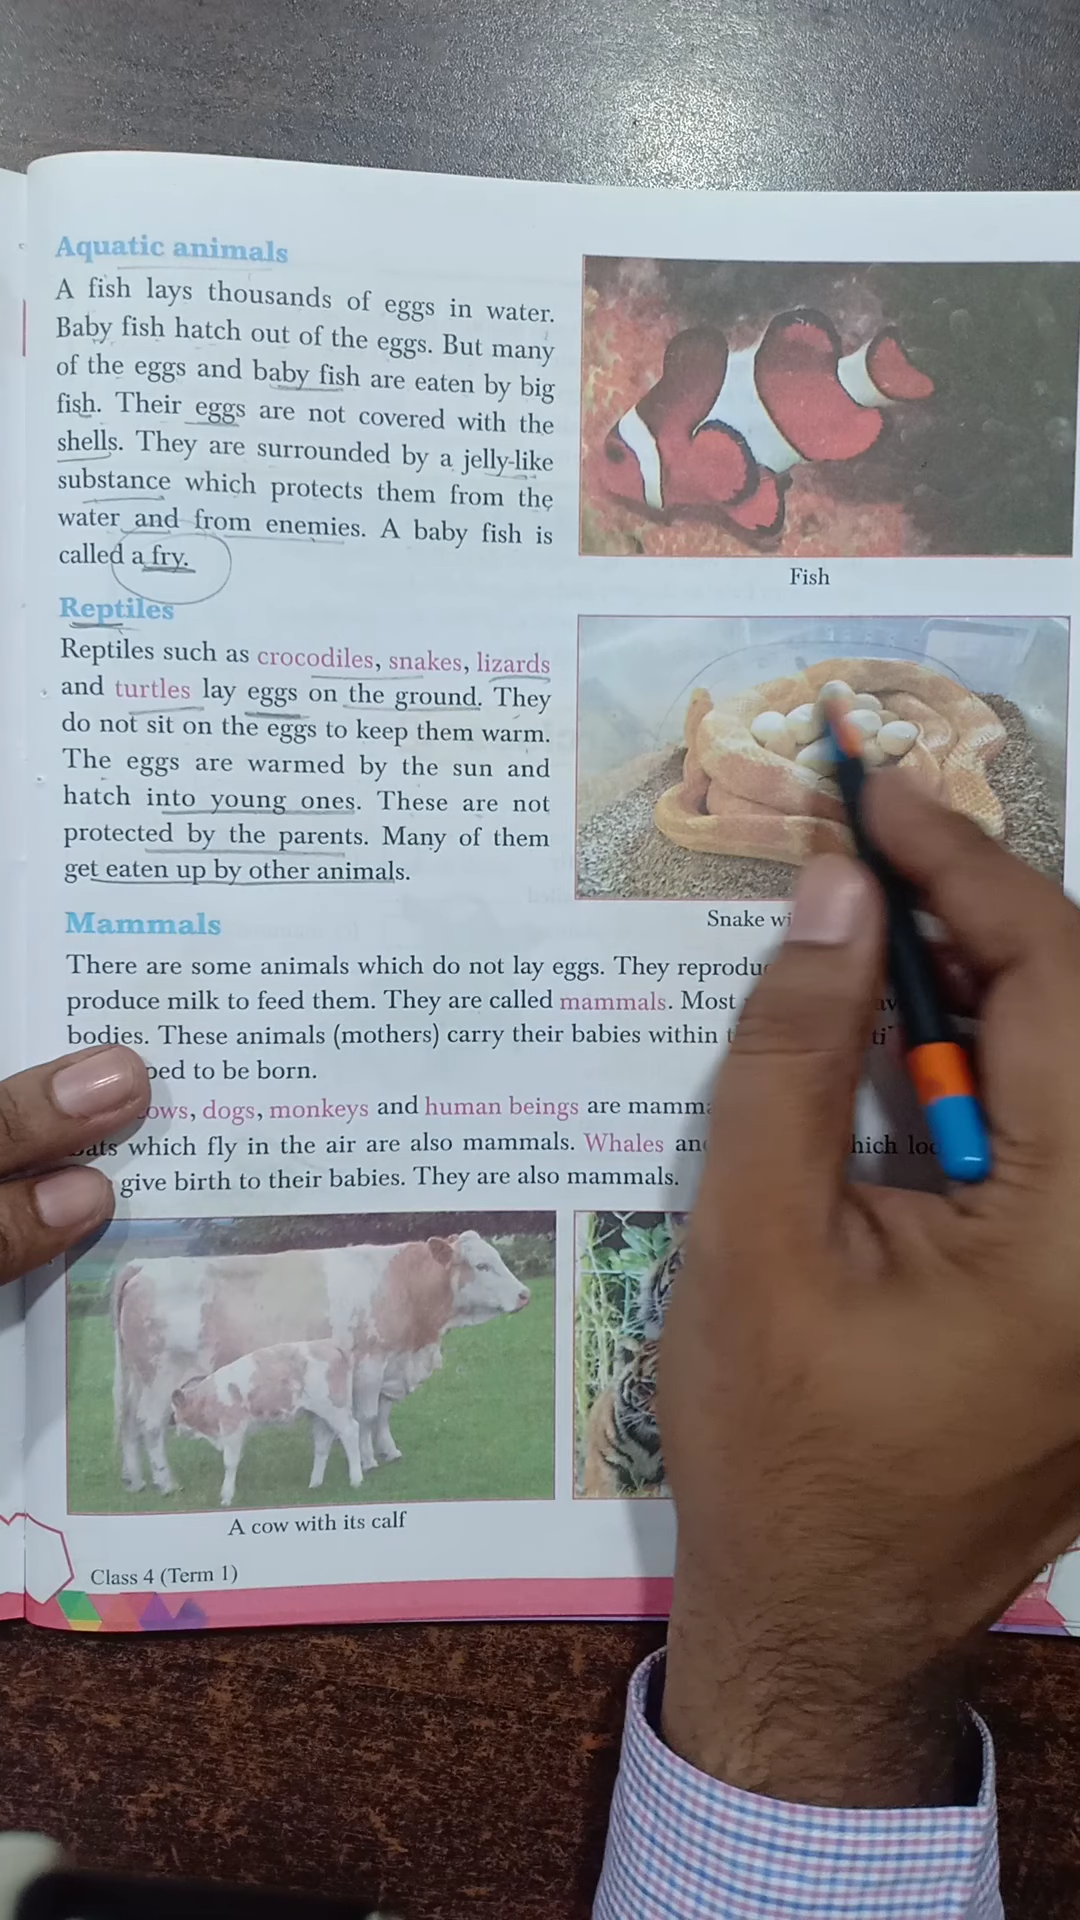 Aquatic animals
A fish lays thousands of eggs in water.
Baby fish hatch out of the eggs. But many
of the eggs and baby fish are eaten by big
fish. Their eggs are not covered with the
shells. They are surrounded by a jelly-like
substance which protects them from the
water and from enemies. A baby fish is
called a fry.
Fish
Reptiles
Reptiles such as crocodiles, snakes, lizards
and turtles lay eggs on the ground. They
do not sit on the eggs to keep them warm.
The eggs are warmed by the sun and
hatch into young ones. These are not
protected by the parents. Many of them
get eaten up by other animals.
Snake
Mammals
There are some animals which do not lay eggs. They
produce milk to feed them. They are called mammals. Most
bodies. These animals (mothers) carry their babies within
to be born.
dogs, monkeys and human beings are
which fly in the air are also mammals. Whales
give birth to their babies. They are also mammals.
A cow with its calf
Class 4 (Term 1)